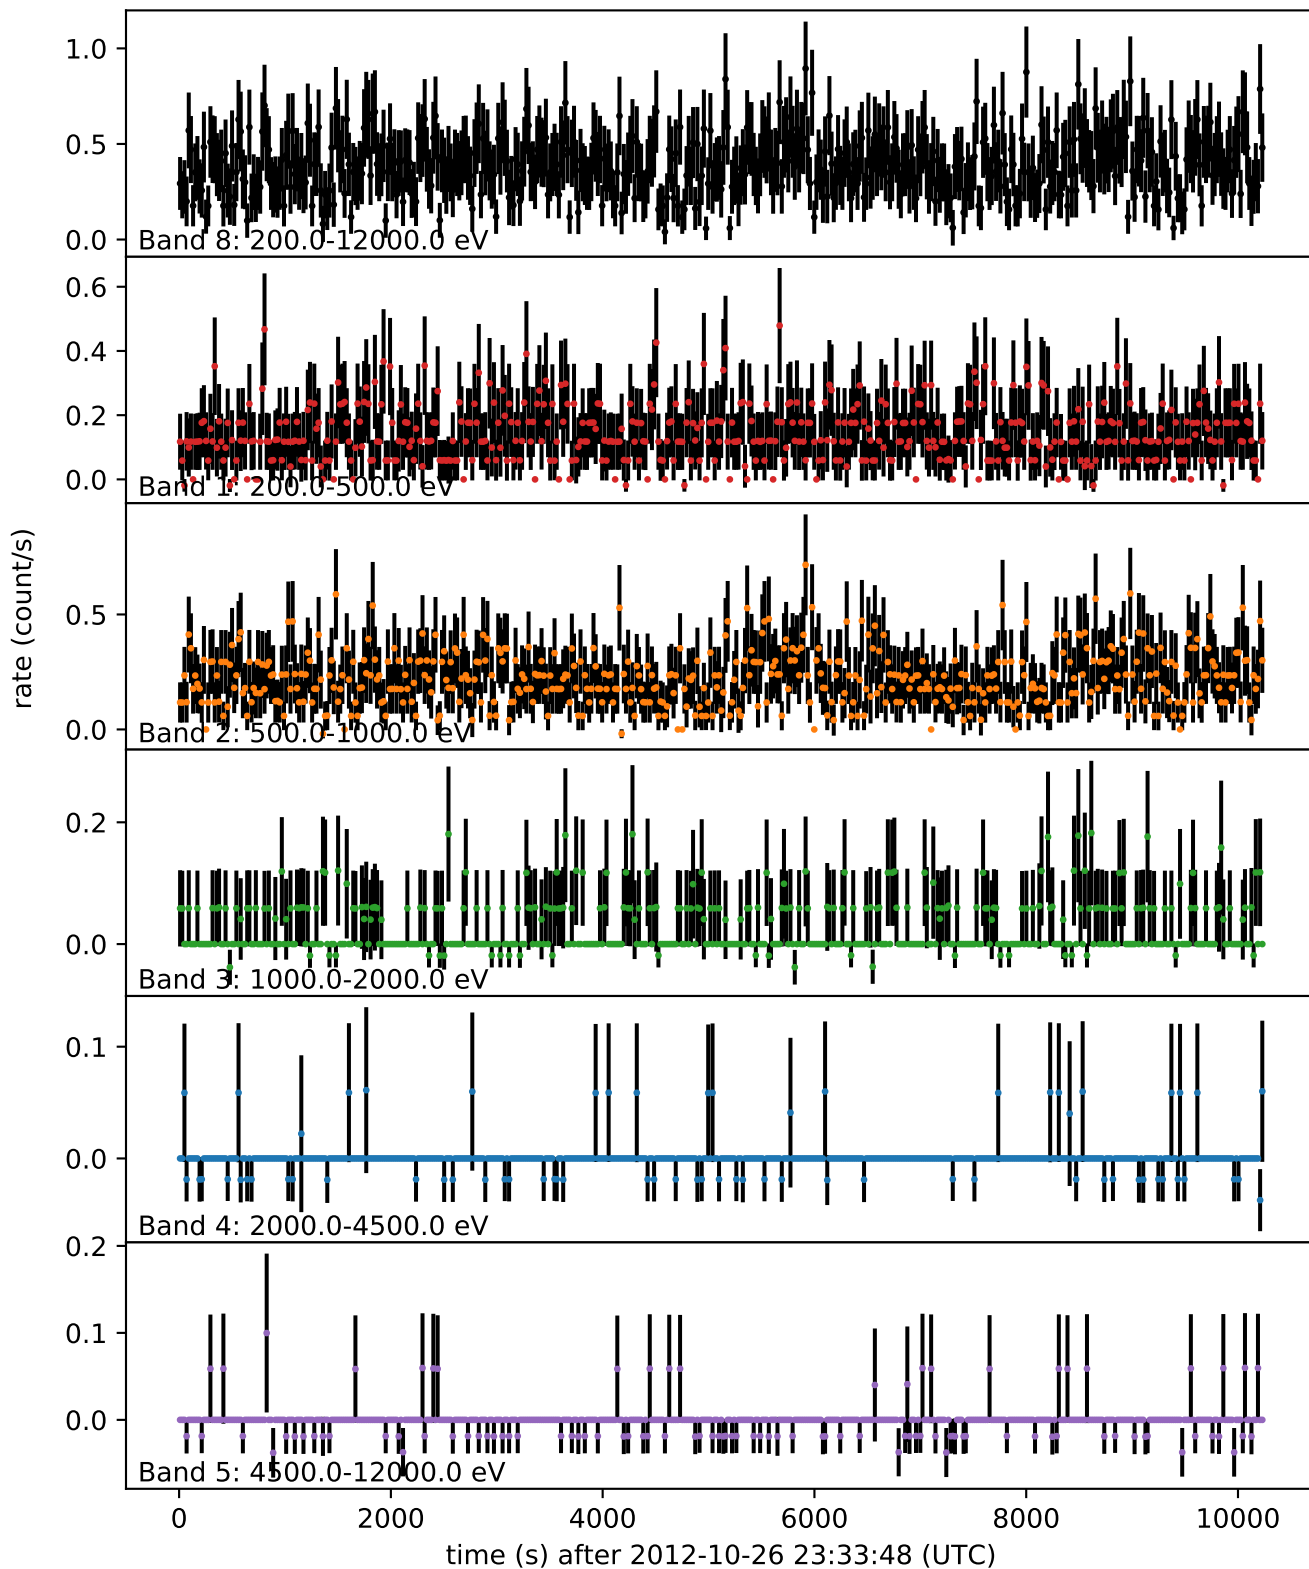 1.0
0.5
0.0
Band 8: 200.0-12000.0 eV
0.6
0.4
0.2
0.0
Band 1: 200.0-500.0 eV
0.5
0.0
Band 2: 500.0-1000.0 eV
rate (count/s)
0.2
0.0
Band 3: 1000.0-2000.0 eV
0.1
0.0
Band 4: 2000.0-4500.0 eV
0.2
0.1
0.0
Band 5: 4500.0-12000.0 eV
0 2000 4000 6000 8000 10000
time (s) after 2012-10-26 23:33:48 (UTC)